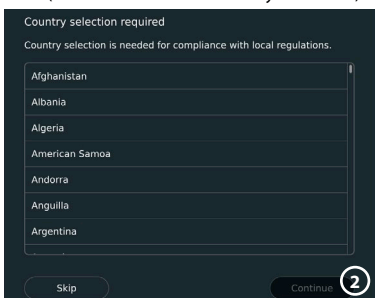 Country selection required
Country selection is needed for compliance with local regulations.
Afghanistan
Albania
Algeria
American Samoa
Andorra
Anguilla
Argentina
Skip
Continue
2